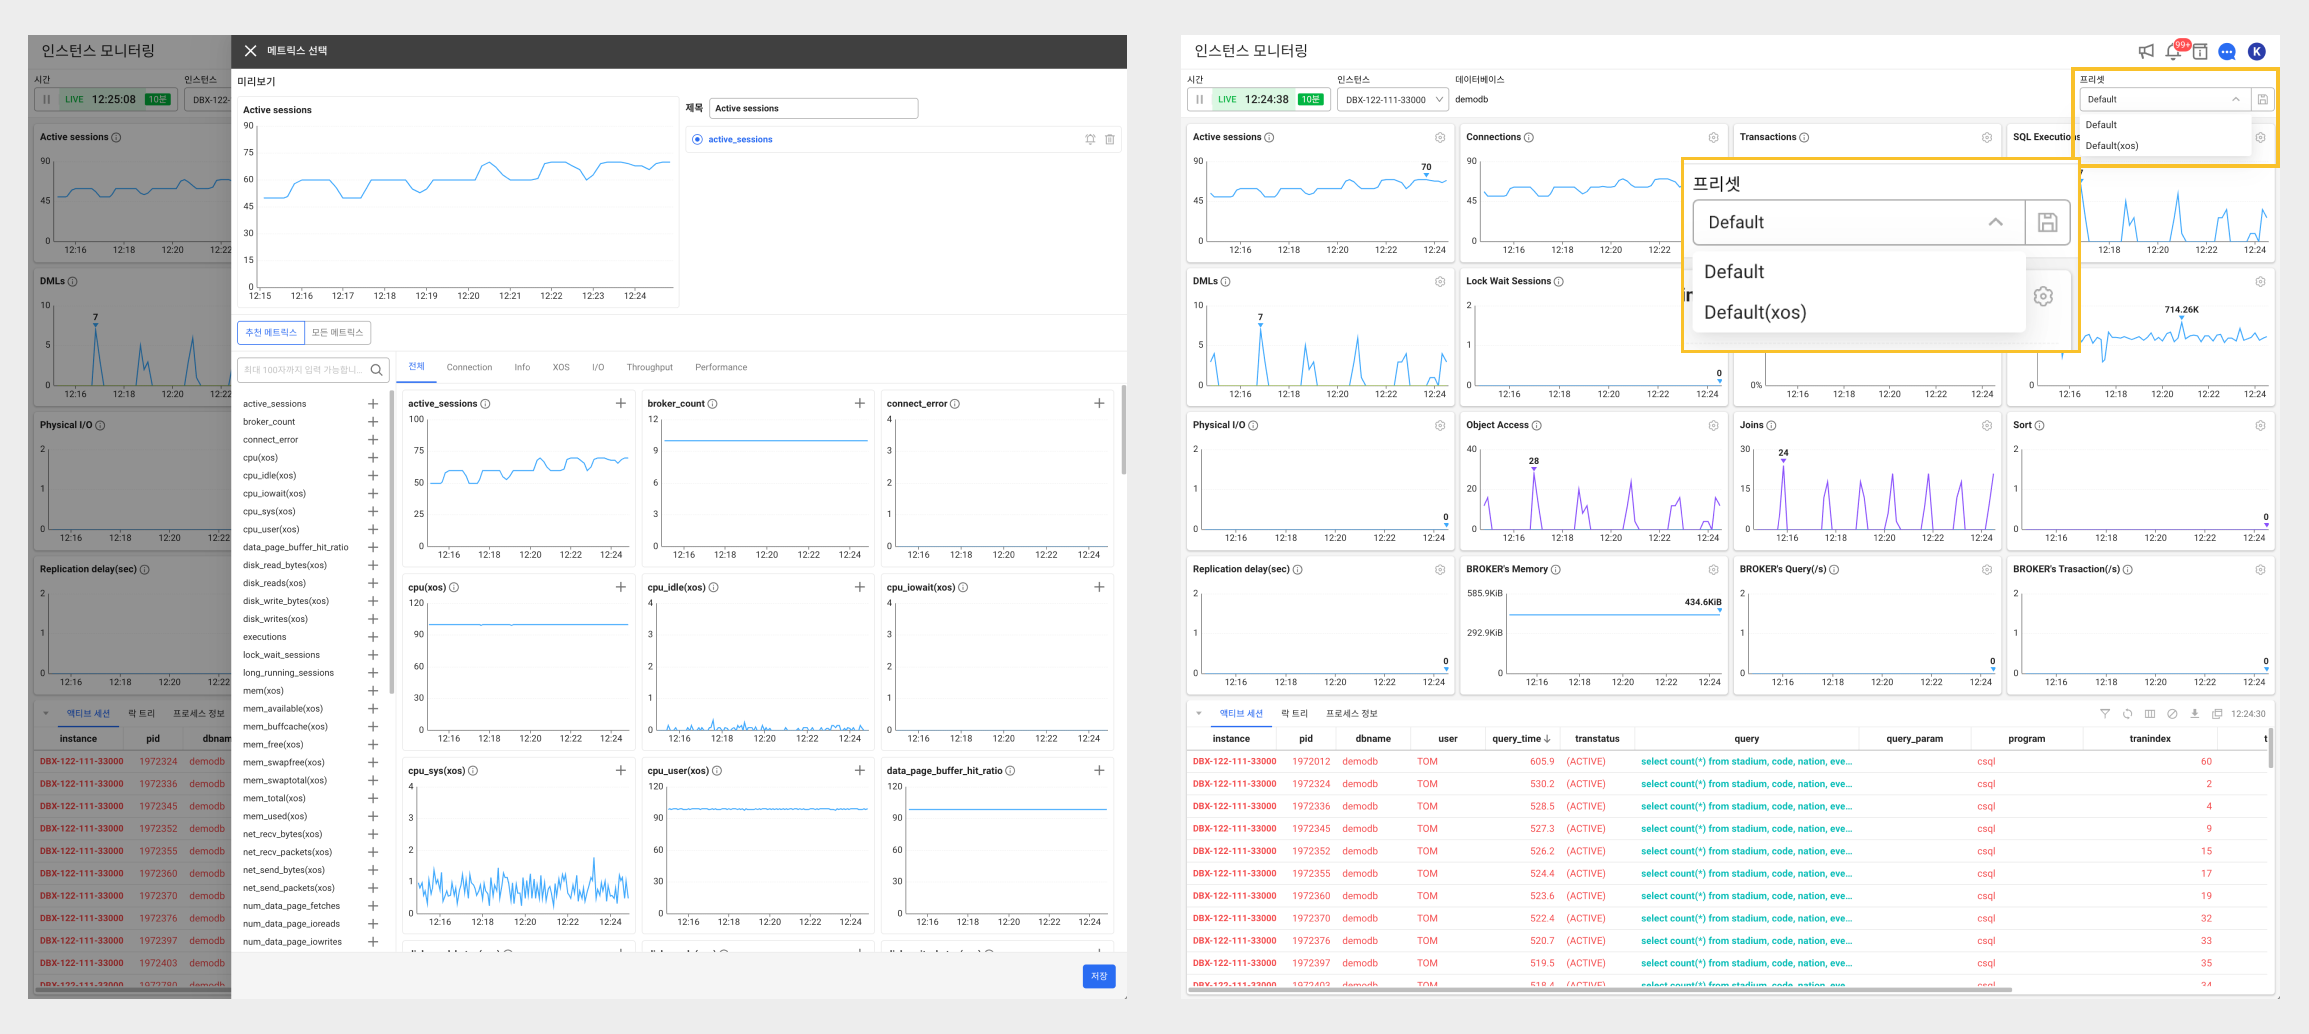 인스턴스 모니터링
시간
인스턴스
LIVE 12:25:08 10분
DBX-122-
Active sessions
90
45
0
12:16 12:18 12:20 12:22
DMLs
10
7
5
0
12:16 12:18 12:20 12:22
Physical I/O
2
1
0
12:16 12:18 12:20 12:22
Replication delay(sec)
2
1
0
12:16 12:18 12:20 12:22
액티브 세션 락 트리 프로세스 정보
instance pid dbnam
DBX-122-111-33000 1972324 demodb
DBX-122-111-33000 1972336 demodb
DBX-122-111-33000 1972345 demodb
DBX-122-111-33000 1972352 demodb
DBX-122-111-33000 1972355 demodb
DBX-122-111-33000 1972360 demodb
DBX-122-111-33000 1972370 demodb
DBX-122-111-33000 1972376 demodb
DBX-122-111-33000 1972397 demodb
DBX-122-111-33000 1972403 demodb
DBX-122-111-33000 1972780 demodb
메트릭스 선택
미리보기
Active sessions
90
75
60
45
30
15
0
12:15 12:16 12:17 12:18 12:19 12:20 12:21 12:22 12:23 12:24
제목 Active sessions
active_sessions
추천 메트릭스 모든 메트릭스
최대 100자까지 입력 가능합니...
전체 Connection Info XOS I/O Throughput Performance
active_sessions
broker_count
connect_error
cpu(xos)
cpu_idle(xos)
cpu_iowait(xos)
cpu_sys(xos)
cpu_user(xos)
data_page_buffer_hit_ratio
disk_read_bytes(xos)
disk_reads(xos)
disk_write_bytes(xos)
disk_writes(xos)
executions
lock_wait_sessions
long_running_sessions
mem(xos)
mem_available(xos)
mem_buffcache(xos)
mem_free(xos)
mem_swapfree(xos)
mem_swaptotal(xos)
mem_total(xos)
mem_used(xos)
net_recv_bytes(xos)
net_recv_packets(xos)
net_send_bytes(xos)
net_send_packets(xos)
num_data_page_fetches
num_data_page_ioreads
num_data_page_iowrites
active_sessions
100
75
50
25
0
12:16 12:18 12:20 12:22 12:24
broker_count
12
9
6
3
0
12:16 12:18 12:20 12:22 12:24
connect_error
4
3
2
1
0
12:16 12:18 12:20 12:22 12:24
cpu(xos)
120
90
60
30
0
12:16 12:18 12:20 12:22 12:24
cpu_idle(xos)
4
3
2
1
0
12:16 12:18 12:20 12:22 12:24
cpu_iowait(xos)
4
3
2
1
0
12:16 12:18 12:20 12:22 12:24
cpu_sys(xos)
4
3
2
1
0
12:16 12:18 12:20 12:22 12:24
cpu_user(xos)
120
90
60
30
0
12:16 12:18 12:20 12:22 12:24
data_page_buffer_hit_ratio
120
90
60
30
0
12:16 12:18 12:20 12:22 12:24
저장
인스턴스 모니터링
99+
K
시간
인스턴스
데이터베이스
프리셋
LIVE 12:24:38 10분
DBX-122-111-33000
demodb
Default
Default
Default(xos)
Active sessions
90
70
45
0
12:16 12:18 12:20 12:22 12:24
Connections
90
45
0
12:16 12:18 12:20 12:22 12:24
Transactions
SQL Executions
7
12:18 12:20 12:22 12:24
프리셋
Default
Default
Default(xos)
DMLs
10
7
5
0
12:16 12:18 12:20 12:22 12:24
Lock Wait Sessions
2
1
0
0
12:16 12:18 12:20 12:22 12:24
0%
12:16 12:18 12:20 12:22 12:24
714.26K
0
12:16 12:18 12:20 12:22 12:24
Physical I/O
2
1
0
0
12:16 12:18 12:20 12:22 12:24
Object Access
40
28
20
0
12:16 12:18 12:20 12:22 12:24
Joins
30
24
15
0
12:16 12:18 12:20 12:22 12:24
Sort
2
1
0
0
12:16 12:18 12:20 12:22 12:24
Replication delay(sec)
2
1
0
0
12:16 12:18 12:20 12:22 12:24
BROKER's Memory
585.9KiB
434.6KiB
292.9KiB
0
12:16 12:18 12:20 12:22 12:24
BROKER's Query(/s)
2
1
0
0
12:16 12:18 12:20 12:22 12:24
BROKER's Trasaction(/s)
2
1
0
0
12:16 12:18 12:20 12:22 12:24
액티브 세션 락 트리 프로세스 정보
12:24:30
instance pid dbname user query_time transtatus query query_param program tranindex t
DBX-122-111-33000 1972012 demodb TOM 605.9 (ACTIVE) select count(*) from stadium, code, nation, eve... csql 60
DBX-122-111-33000 1972324 demodb TOM 530.2 (ACTIVE) select count(*) from stadium, code, nation, eve... csql 2
DBX-122-111-33000 1972336 demodb TOM 528.5 (ACTIVE) select count(*) from stadium, code, nation, eve... csql 4
DBX-122-111-33000 1972345 demodb TOM 527.3 (ACTIVE) select count(*) from stadium, code, nation, eve... csql 9
DBX-122-111-33000 1972352 demodb TOM 526.2 (ACTIVE) select count(*) from stadium, code, nation, eve... csql 15
DBX-122-111-33000 1972355 demodb TOM 524.4 (ACTIVE) select count(*) from stadium, code, nation, eve... csql 17
DBX-122-111-33000 1972360 demodb TOM 523.6 (ACTIVE) select count(*) from stadium, code, nation, eve... csql 19
DBX-122-111-33000 1972370 demodb TOM 522.4 (ACTIVE) select count(*) from stadium, code, nation, eve... csql 32
DBX-122-111-33000 1972376 demodb TOM 520.7 (ACTIVE) select count(*) from stadium, code, nation, eve... csql 33
DBX-122-111-33000 1972397 demodb TOM 519.5 (ACTIVE) select count(*) from stadium, code, nation, eve... csql 35
DBX-122-111-33000 1972403 demodb TOM 518.4 (ACTIVE) select count(*) from stadium, code, nation, eve... csql 34